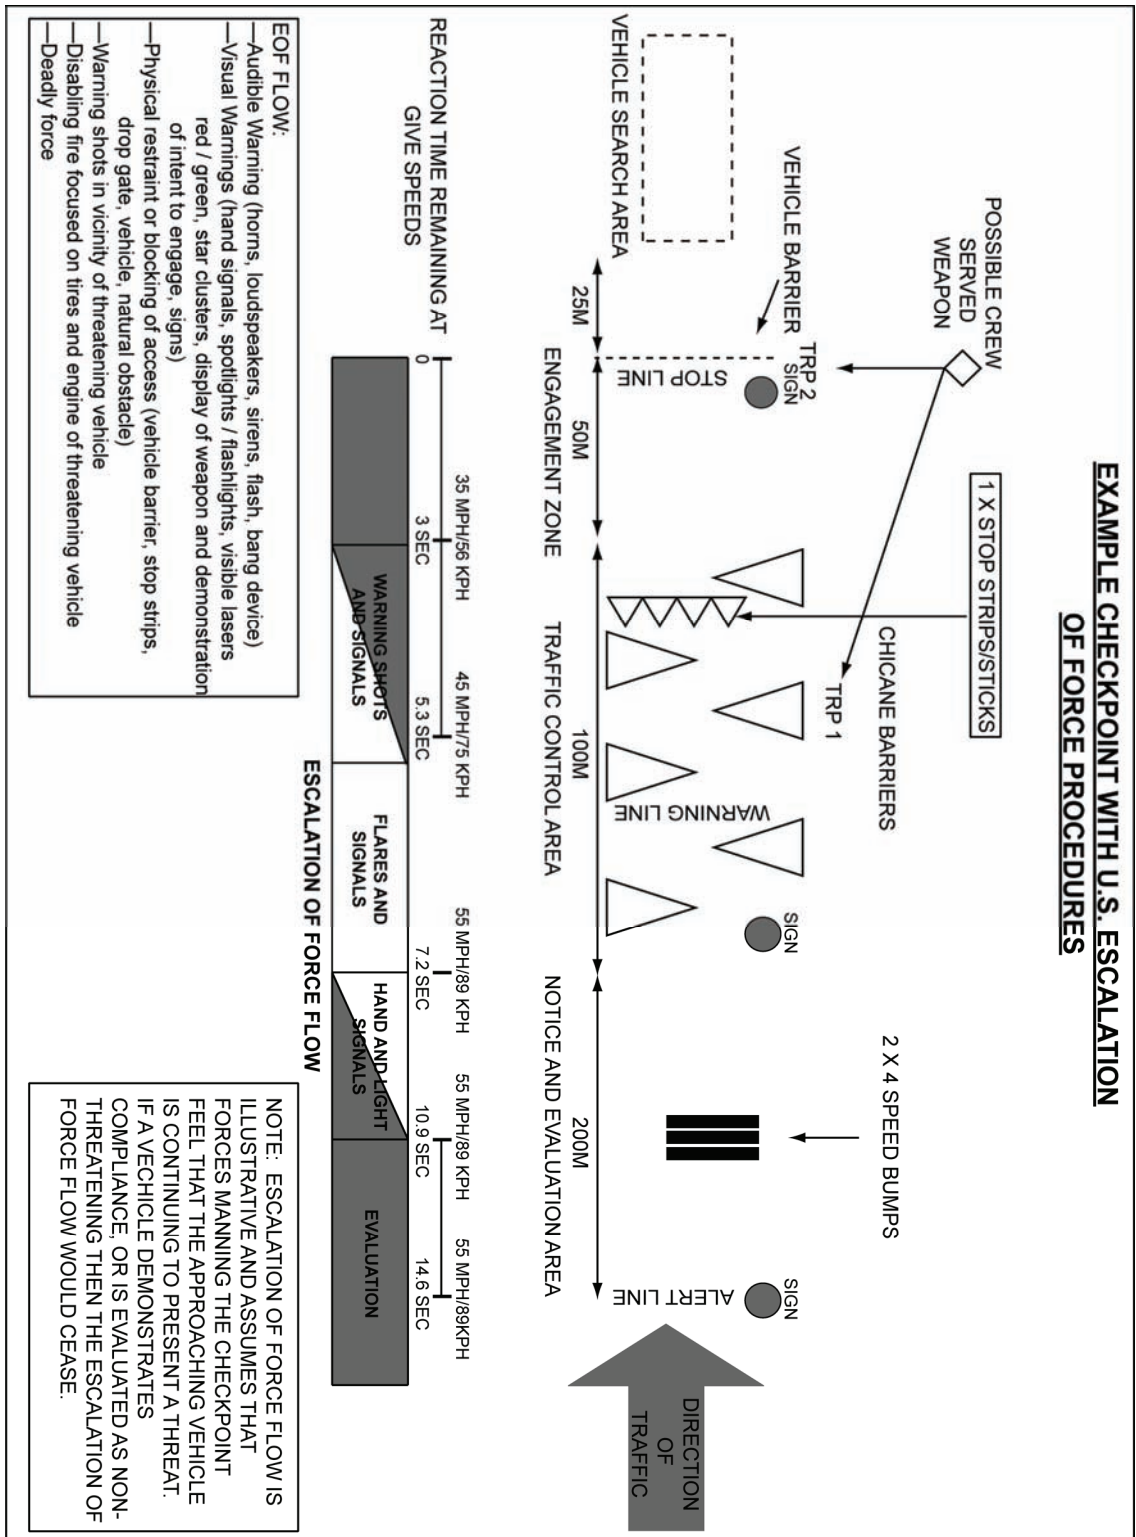 EXAMPLE CHECKPOINT WITH U.S. ESCALATION
OF FORCE PROCEDURES
POSSIBLE CREW
SERVED
WEAPON
1 X STOP STRIPS/STICKS
CHICANE BARRIERS
2 X 4 SPEED BUMPS
VEHICLE BARRIER
TRP 2
SIGN
TRP 1
SIGN
SIGN
STOP LINE
WARNING LINE
ALERT LINE
DIRECTION
OF
TRAFFIC
VEHICLE SEARCH AREA
25M
50M
100M
200M
ENGAGEMENT ZONE
TRAFFIC CONTROL AREA
NOTICE AND EVALUATION AREA
REACTION TIME REMAINING AT
GIVE SPEEDS
35 MPH/56 KPH
45 MPH/75 KPH
55 MPH/89 KPH
55 MPH/89 KPH
55 MPH/89KPH
0
3 SEC
5.3 SEC
7.2 SEC
10.9 SEC
14.6 SEC
WARNING SHOTS
AND SIGNALS
FLARES AND
SIGNALS
HAND AND LIGHT
SIGNALS
EVALUATION
ESCALATION OF FORCE FLOW
EOF FLOW:
—Audible Warning (horns, loudspeakers, sirens, flash, bang device)
—Visual Warnings (hand signals, spotlights / flashlights, visible lasers
red / green, star clusters, display of weapon and demonstration
of intent to engage, signs)
—Physical restraint or blocking of access (vehicle barrier, stop strips,
drop gate, vehicle, natural obstacle)
—Warning shots in vicinity of threatening vehicle
—Disabling fire focused on tires and engine of threatening vehicle
—Deadly force
NOTE: ESCALATION OF FORCE FLOW IS
ILLUSTRATIVE AND ASSUMES THAT
FORCES MANNING THE CHECKPOINT
FEEL THAT THE APPROACHING VEHICLE
IS CONTINUING TO PRESENT A THREAT.
IF A VECHICLE DEMONSTRATES
COMPLIANCE, OR IS EVALUATED AS NON-
THREATENING THEN THE ESCALATION OF
FORCE FLOW WOULD CEASE.